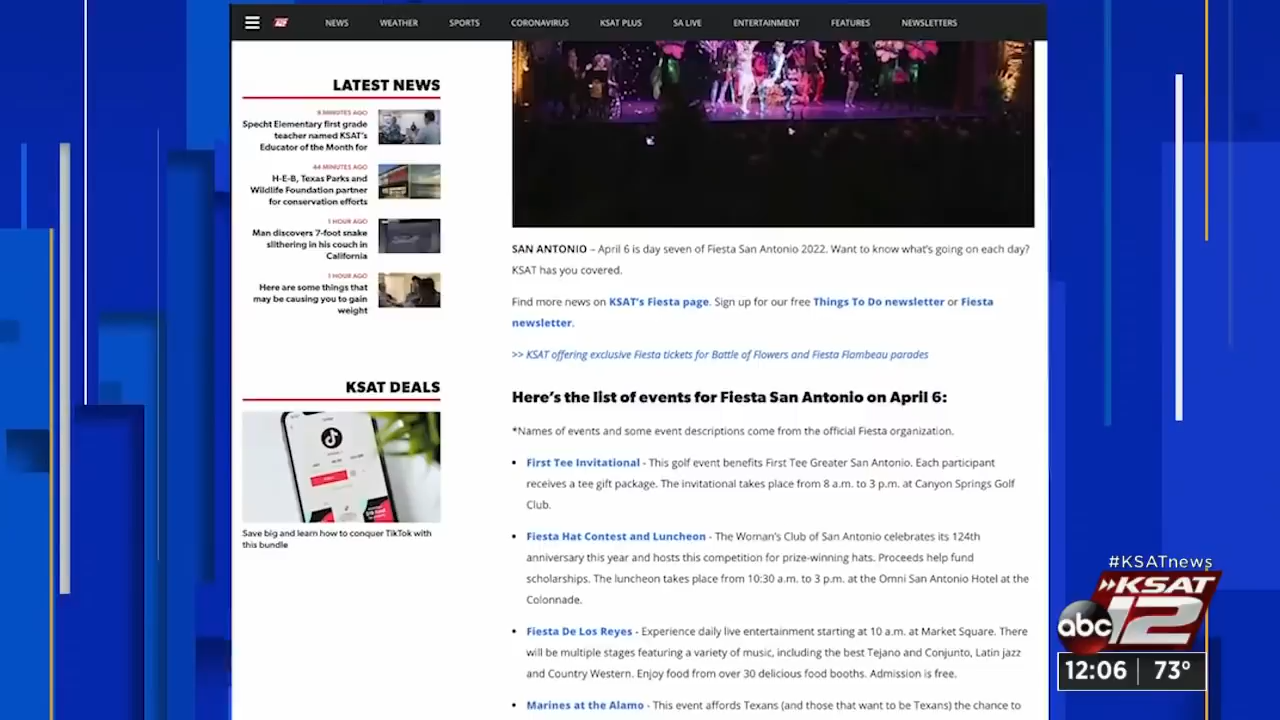 NEWS WEATHER SPORTS CORONAVIRUS KSAT PLUS SA LIVE ENTERTAINMENT FEATURES NEWSLETTERS
LATEST NEWS
9 MINUTES AGO
Specht Elementary first grade
teacher named KSAT's
Educator of the Month for
44 MINUTES AGO
H-E-B, Texas Parks and
Wildlife Foundation partner
for conservation efforts
1 HOUR AGO
Man discovers 7-foot snake
slithering in his couch in
California
1 HOUR AGO
Here are some things that
may be causing you to gain
weight
KSAT DEALS
Save big and learn how to conquer TikTok with
this bundle
SAN ANTONIO – April 6 is day seven of Fiesta San Antonio 2022. Want to know what's going on each day?
KSAT has you covered.
Find more news on KSAT's Fiesta page. Sign up for our free Things To Do newsletter or Fiesta
newsletter.
>> KSAT offering exclusive Fiesta tickets for Battle of Flowers and Fiesta Flambeau parades
Here's the list of events for Fiesta San Antonio on April 6:
*Names of events and some event descriptions come from the official Fiesta organization.
• First Tee Invitational - This golf event benefits First Tee Greater San Antonio. Each participant
receives a tee gift package. The invitational takes place from 8 a.m. to 3 p.m. at Canyon Springs Golf
Club.
• Fiesta Hat Contest and Luncheon - The Woman's Club of San Antonio celebrates its 124th
anniversary this year and hosts this competition for prize-winning hats. Proceeds help fund
scholarships. The luncheon takes place from 10:30 a.m. to 3 p.m. at the Omni San Antonio Hotel at the
Colonnade.
• Fiesta De Los Reyes - Experience daily live entertainment starting at 10 a.m. at Market Square. There
will be multiple stages featuring a variety of music, including the best Tejano and Conjunto, Latin jazz
and Country Western. Enjoy food from over 30 delicious food booths. Admission is free.
• Marines at the Alamo - This event affords Texans (and those that want to be Texans) the chance to
#KSATnews
KSAT
abc 12
12:06 73°